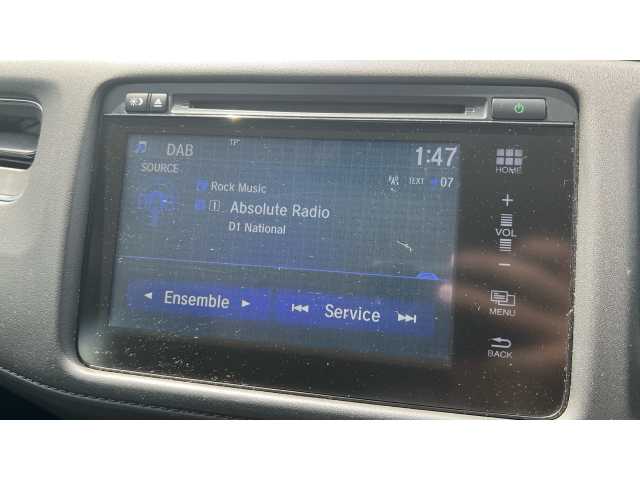 DAB
TP
1:47
SOURCE
HOME
Rock Music
TEXT
07
1 Absolute Radio
D1 National
+
VOL
−
Ensemble
Service
MENU
BACK